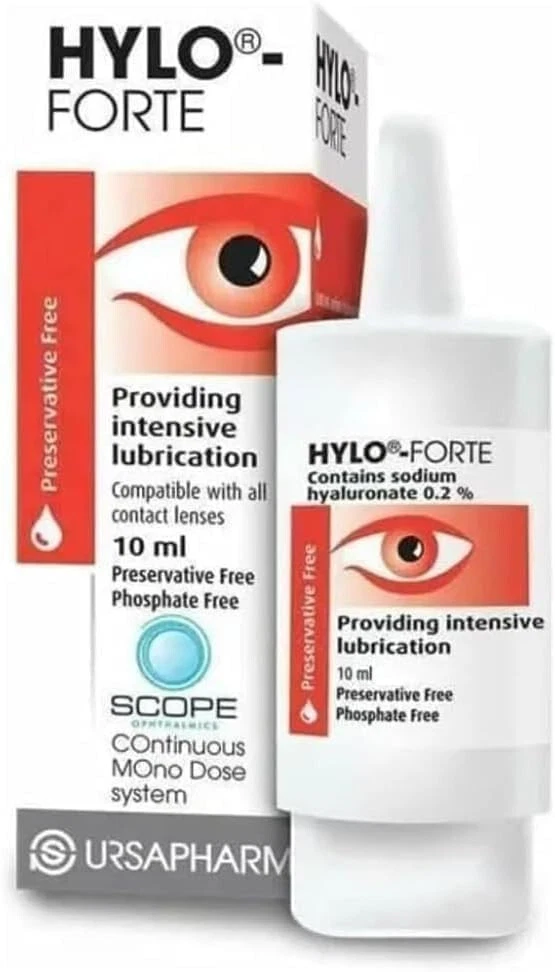 HYLO®-
FORTE
HYLO®-
FORTE
Preservative Free
Providing
intensive
lubrication
Compatible with all
contact lenses
10 ml
Preservative Free
Phosphate Free
SCOPE
OPHTHALMICS
COntinuous
MOno Dose
system
URSAPHARM
HYLO®-FORTE
Contains sodium
hyaluronate 0.2 %
Preservative Free
Providing intensive
lubrication
10 ml
Preservative Free
Phosphate Free